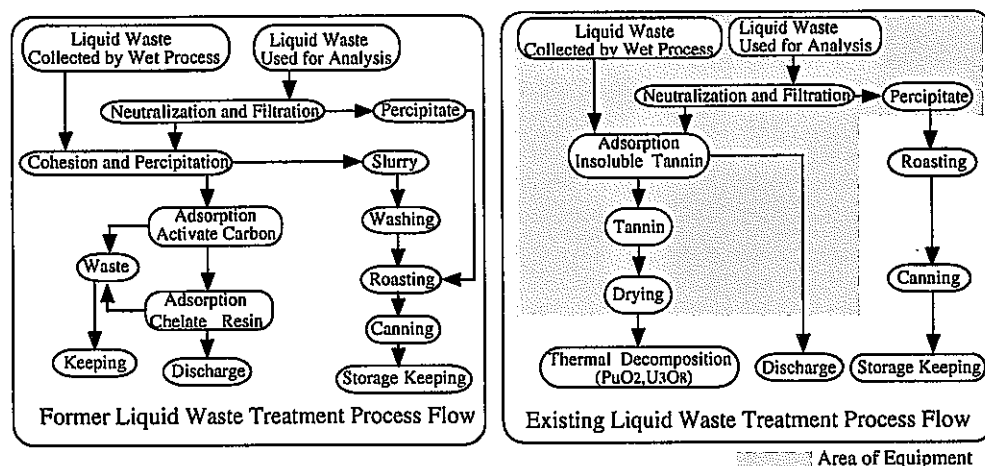 Liquid Waste
Collected by Wet Process
Liquid Waste
Used for Analysis
Neutralization and Filtration
Percipitate
Cohesion and Percipitation
Slurry
Adsorption
Activate Carbon
Washing
Waste
Roasting
Adsorption
Chelate Resin
Canning
Keeping
Discharge
Storage Keeping
Former Liquid Waste Treatment Process Flow
Liquid Waste
Collected by Wet Process
Liquid Waste
Used for Analysis
Neutralization and Filtration
Percipitate
Adsorption
Insoluble Tannin
Roasting
Tannin
Canning
Drying
Thermal Decomposition
(PuO2,U3O8)
Discharge
Storage Keeping
Existing Liquid Waste Treatment Process Flow
Area of Equipment